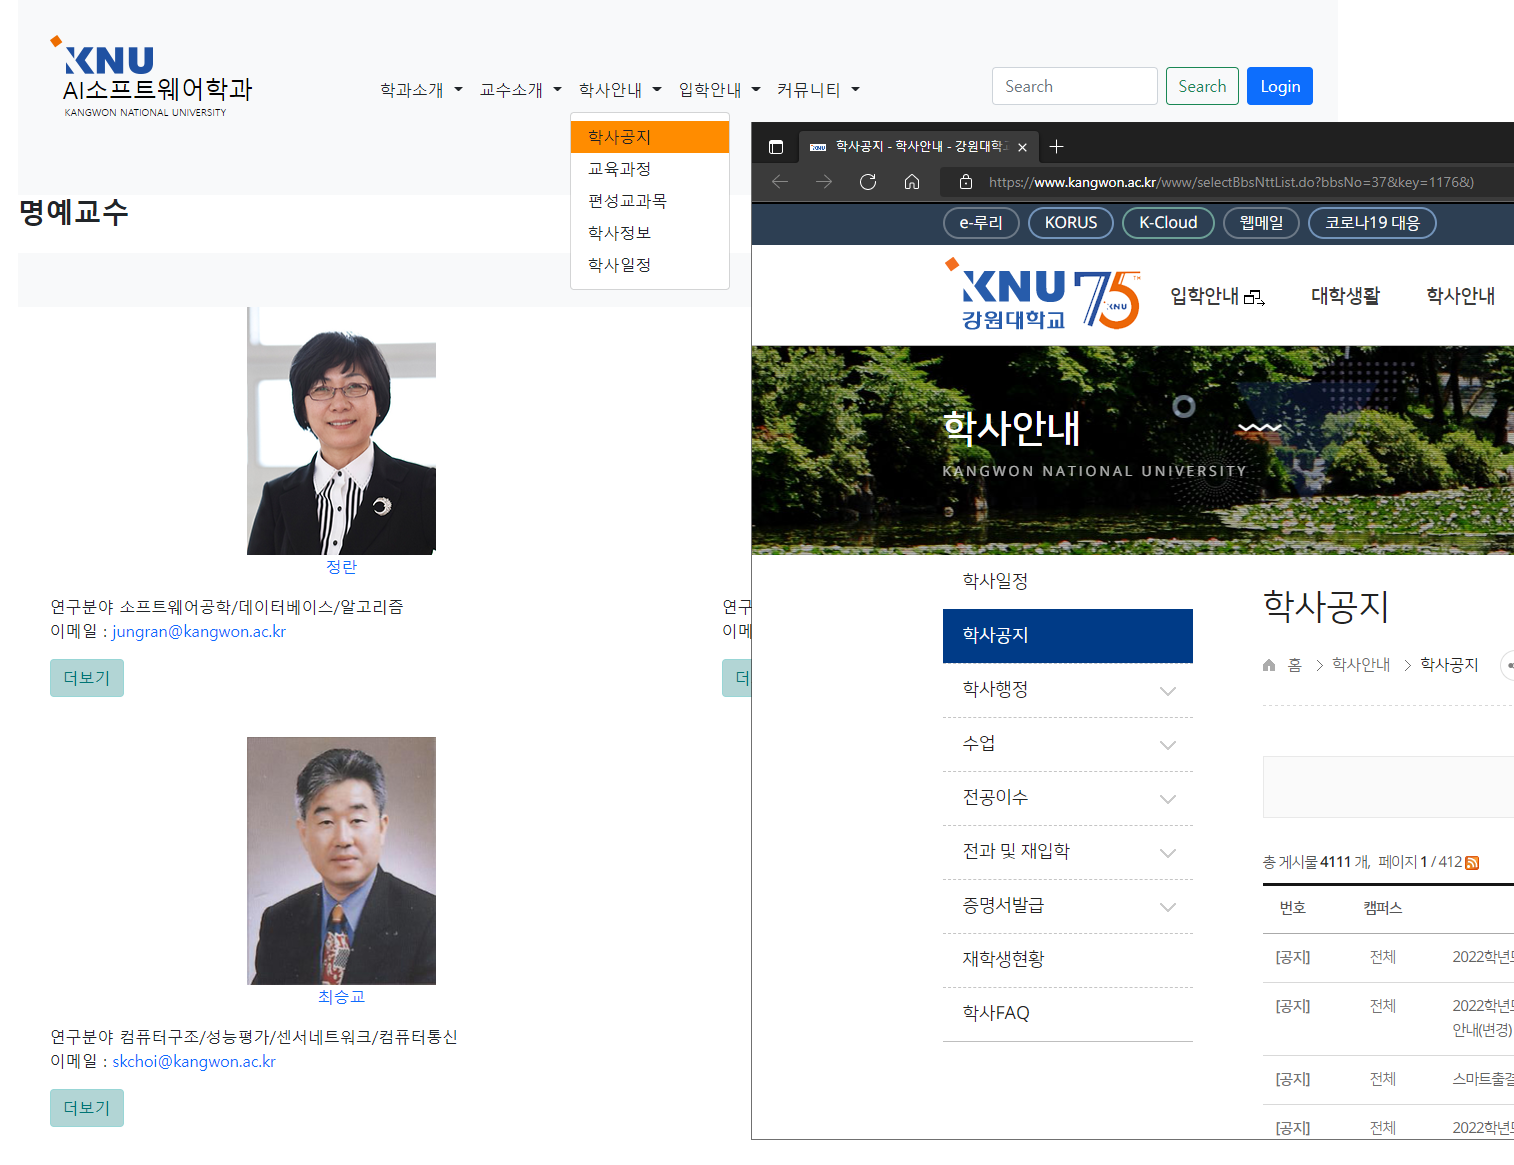 KNU
AI소프트웨어학과
KANGWON NATIONAL UNIVERSITY
학과소개 교수소개 학사안내 입학안내 커뮤니티
Search Search Login
학사공지
교육과정
편성교과목
학사정보
학사일정
명예교수
정란
연구분야 소프트웨어공학/데이터베이스/알고리즘
이메일 : jungran@kangwon.ac.kr
더보기
최승교
연구분야 컴퓨터구조/성능평가/센서네트워크/컴퓨터통신
이메일 : skchoi@kangwon.ac.kr
더보기
연구
이메
더
학사공지 - 학사안내 - 강원대학
https://www.kangwon.ac.kr/www/selectBbsNttList.do?bbsNo=37&key=1176&)
e-루리 KORUS K-Cloud 웹메일 코로나19 대응
KNU 75 TM
KNU
강원대학교
입학안내 대학생활 학사안내
학사안내
KANGWON NATIONAL UNIVERSITY
학사일정
학사공지
학사행정
수업
전공이수
전과 및 재입학
증명서발급
재학생현황
학사FAQ
학사공지
홈 학사안내 학사공지
총 게시물 4111 개, 페이지 1 / 412
번호 캠퍼스
[공지] 전체 2022학년
[공지] 전체 2022학년
안내(변경)
[공지] 전체 스마트출결
[공지] 전체 2022학년